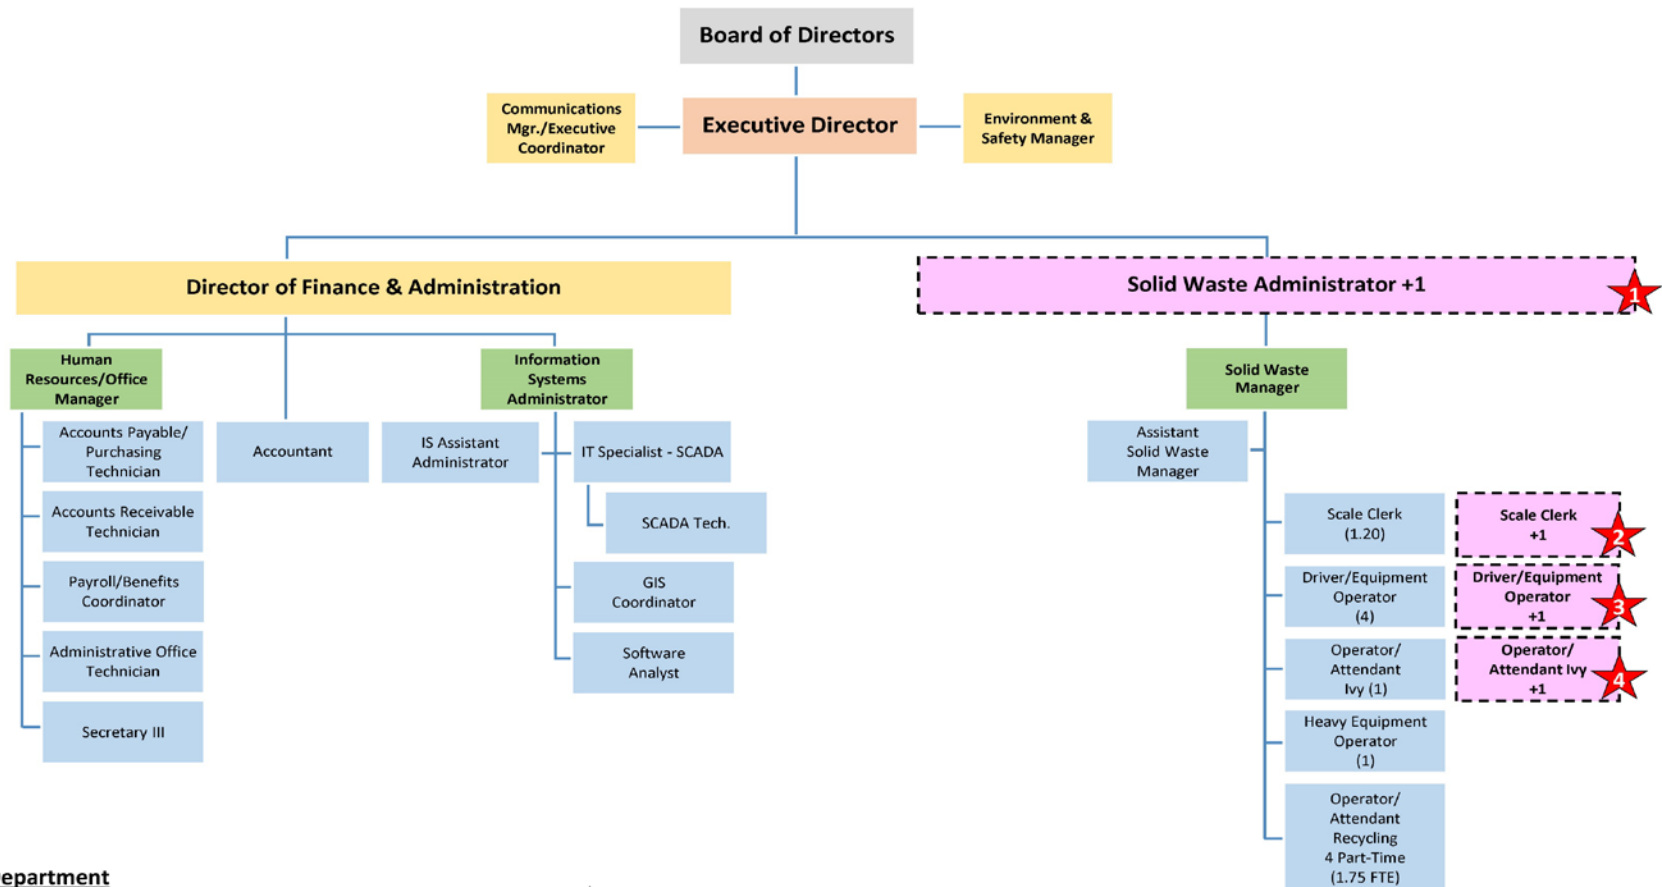 Board of Directors
Communications
Mgr./Executive
Coordinator
Executive Director
Environment &
Safety Manager
Director of Finance & Administration
Solid Waste Administrator +1
1
Human
Resources/Office
Manager
Information
Systems
Administrator
Solid Waste
Manager
Accounts Payable/
Purchasing
Technician
Accountant
IS Assistant
Administrator
IT Specialist - SCADA
Assistant
Solid Waste
Manager
Accounts Receivable
Technician
SCADA Tech.
Scale Clerk
(1.20)
Scale Clerk
+1
2
Payroll/Benefits
Coordinator
GIS
Coordinator
Driver/Equipment
Operator
(4)
Driver/Equipment
Operator
+1
3
Administrative Office
Technician
Software
Analyst
Operator/
Attendant
Ivy (1)
Operator/
Attendant Ivy
+1
4
Secretary III
Heavy Equipment
Operator
(1)
Operator/
Attendant
Recycling
4 Part-Time
(1.75 FTE)
epartment